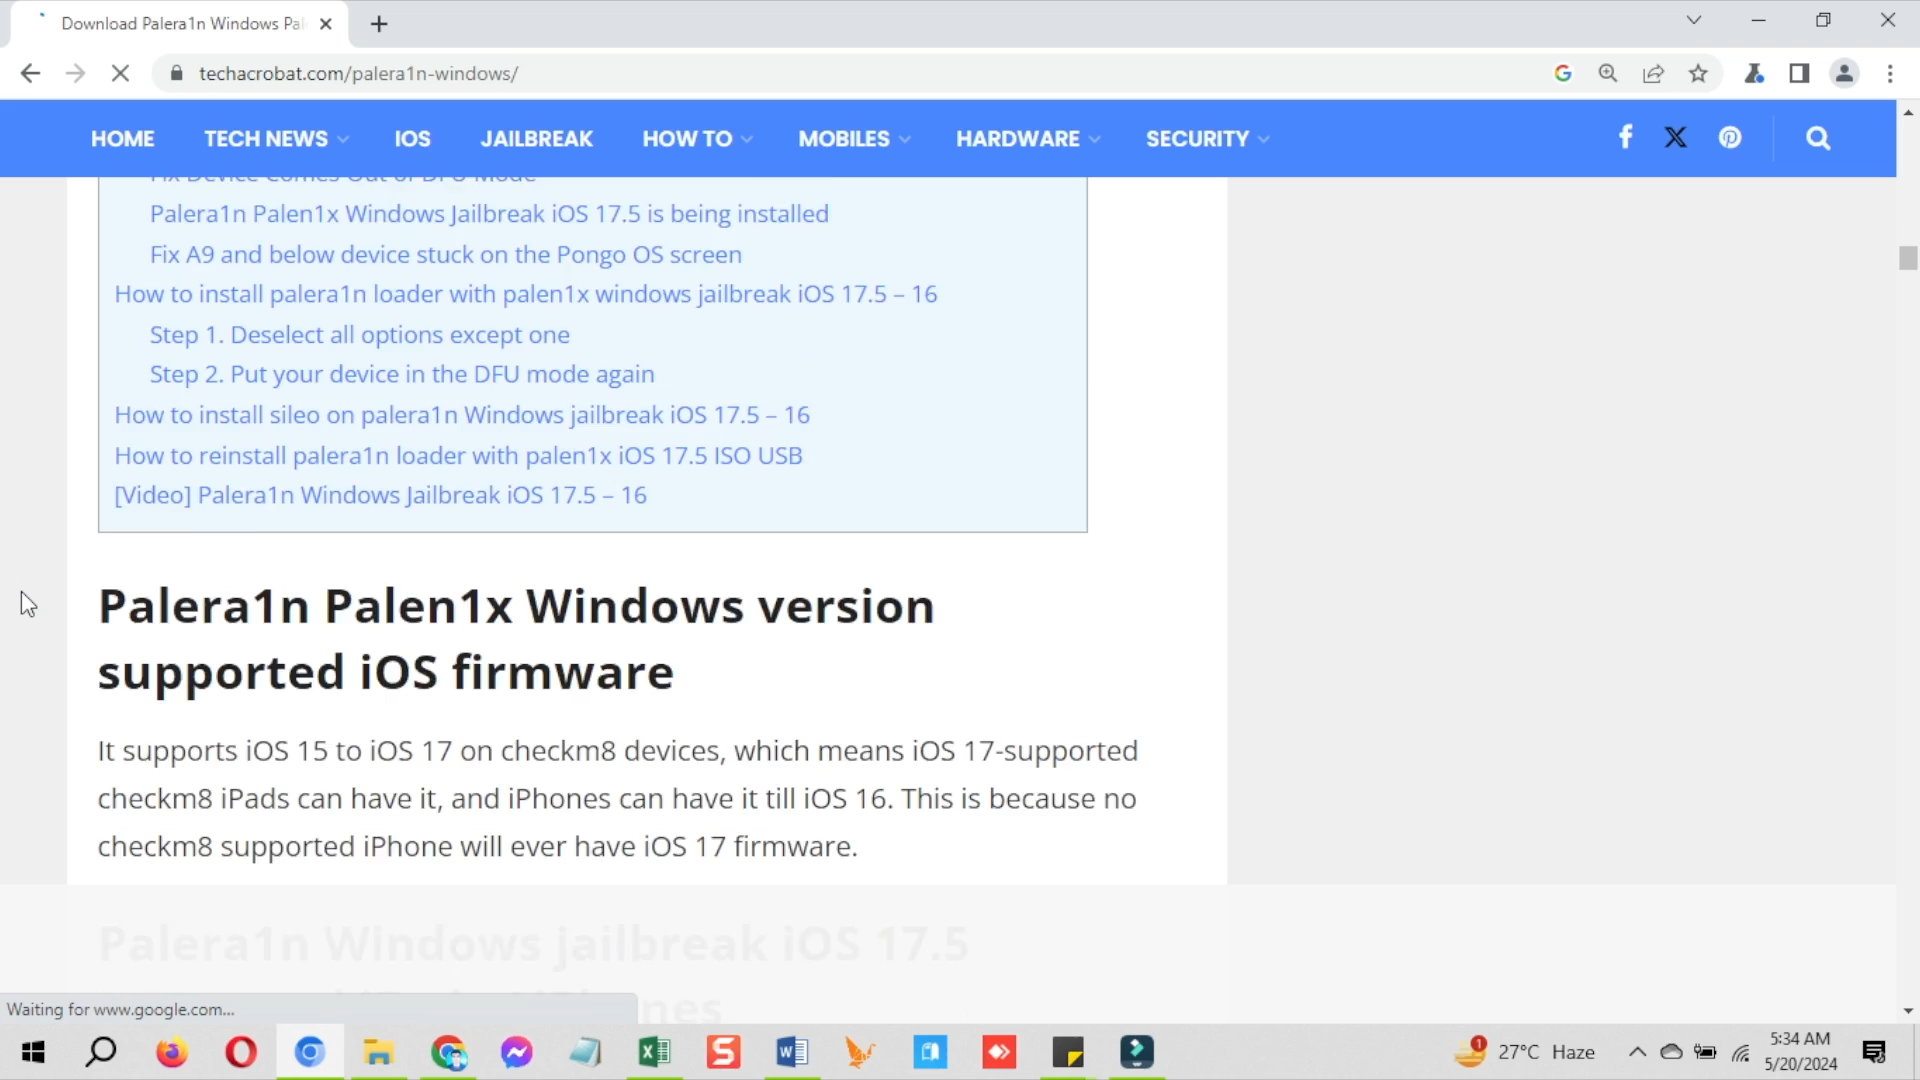 Download Palera1n Windows Pal
techacrobat.com/palera1n-windows/
HOME TECH NEWS IOS JAILBREAK HOW TO MOBILES HARDWARE SECURITY
Fix Device Comes Out of DFU Mode
Palera1n Palen1x Windows Jailbreak iOS 17.5 is being installed
Fix A9 and below device stuck on the Pongo OS screen
How to install palera1n loader with palen1x windows jailbreak iOS 17.5 – 16
Step 1. Deselect all options except one
Step 2. Put your device in the DFU mode again
How to install sileo on palera1n Windows jailbreak iOS 17.5 – 16
How to reinstall palera1n loader with palen1x iOS 17.5 ISO USB
[Video] Palera1n Windows Jailbreak iOS 17.5 – 16
Palera1n Palen1x Windows version
supported iOS firmware
It supports iOS 15 to iOS 17 on checkm8 devices, which means iOS 17-supported
checkm8 iPads can have it, and iPhones can have it till iOS 16. This is because no
checkm8 supported iPhone will ever have iOS 17 firmware.
Palera1n Windows jailbreak iOS 17.5
Waiting for www.google.com...
1 27°C Haze
5:34 AM
5/20/2024